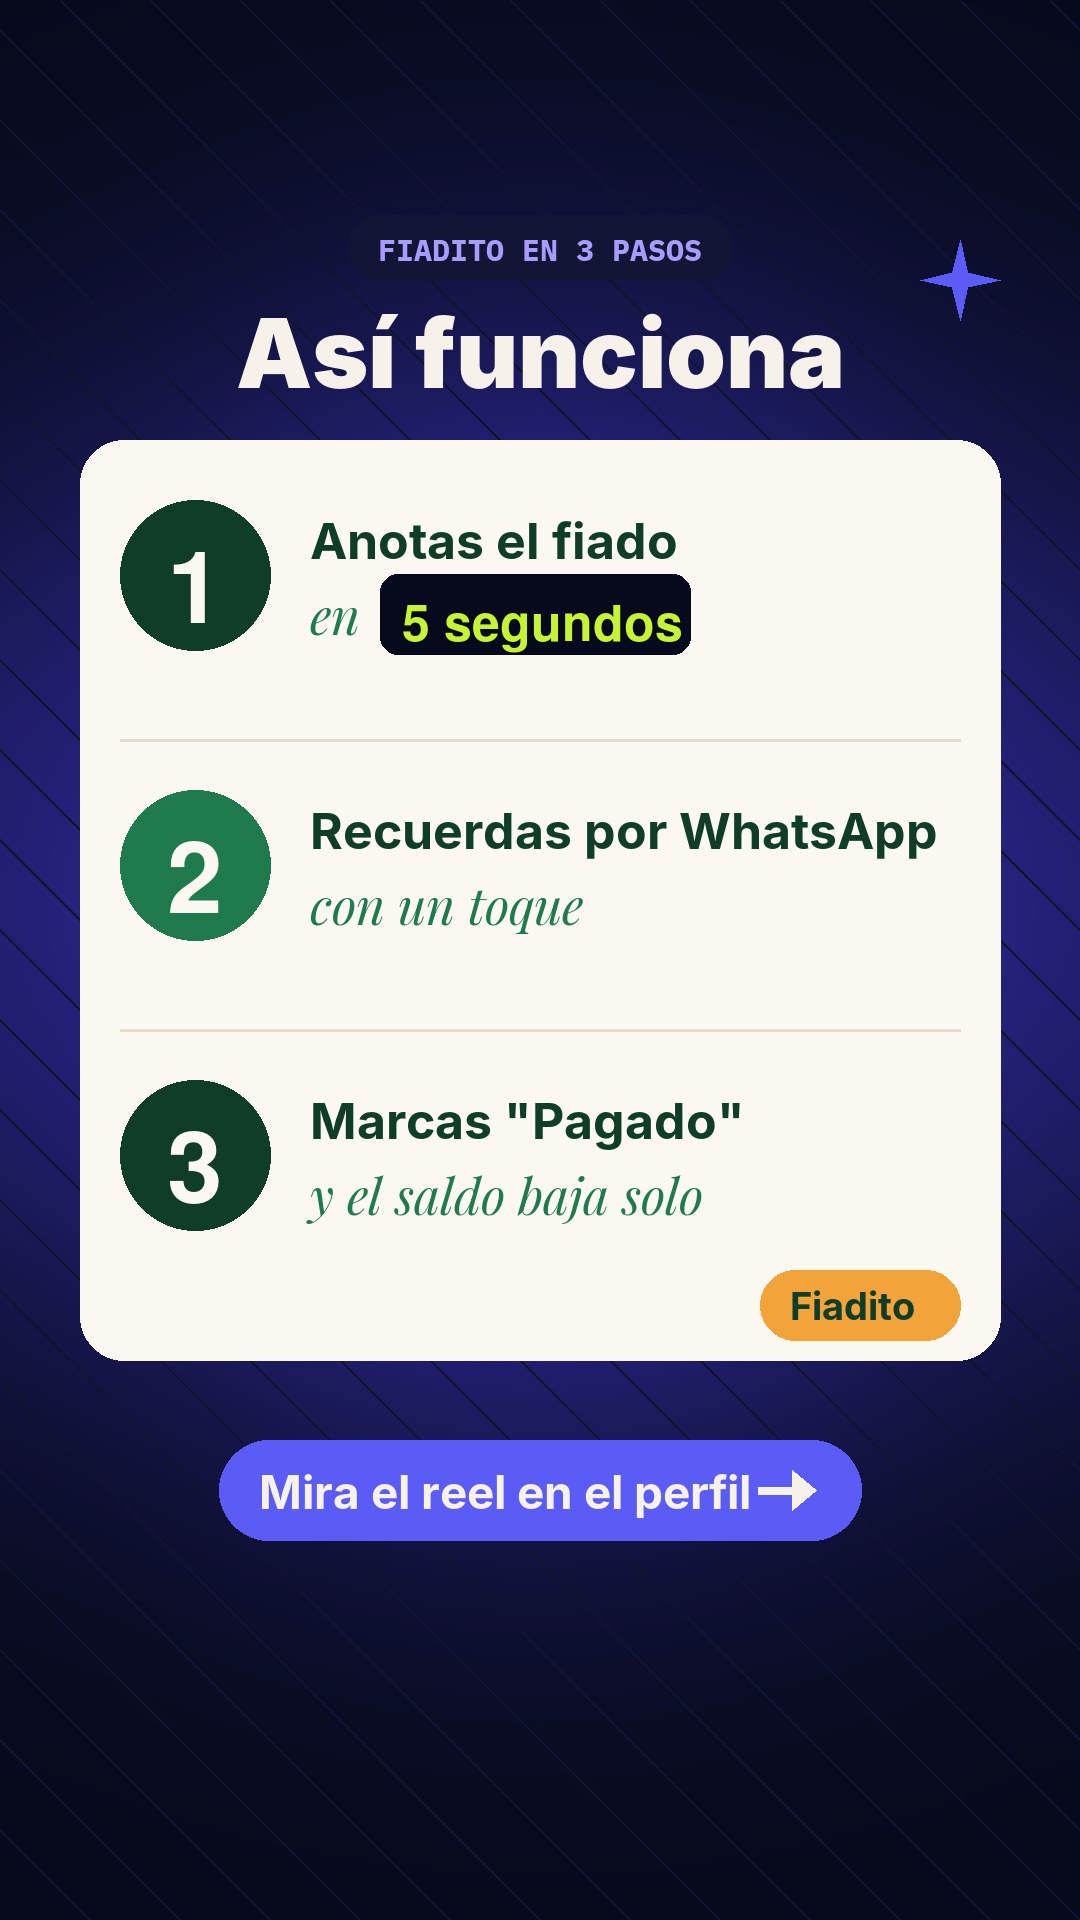 FIADITO EN 3 PASOS
Así funciona
1
Anotas el fiado
en 5 segundos
2
Recuerdas por WhatsApp
con un toque
3
Marcas "Pagado"
y el saldo baja solo
Fiadito
Mira el reel en el perfil